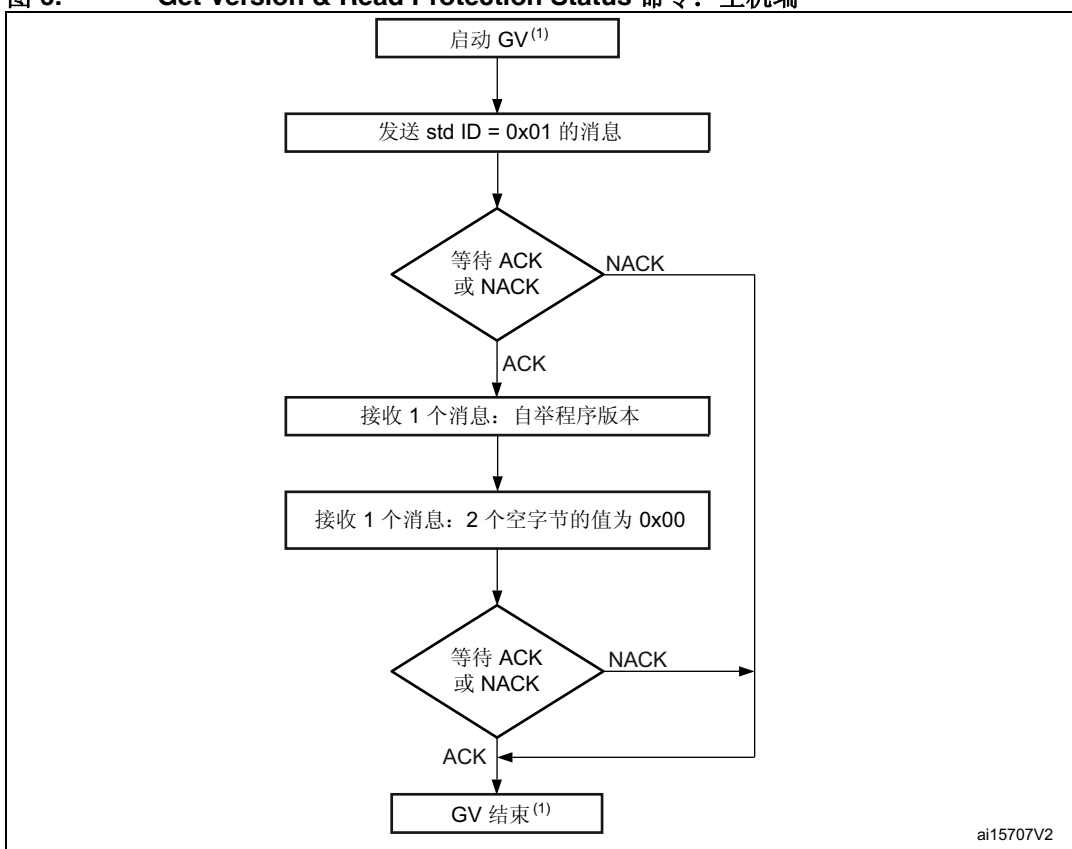 Get Version & Read Protection Status 命令：主机端
启动 GV(1)
发送 std ID = 0x01 的消息
等待 ACK
或 NACK
NACK
ACK
接收 1 个消息：自举程序版本
接收 1 个消息：2 个空字节的值为 0x00
等待 ACK
或 NACK
NACK
ACK
GV 结束(1)
ai15707V2